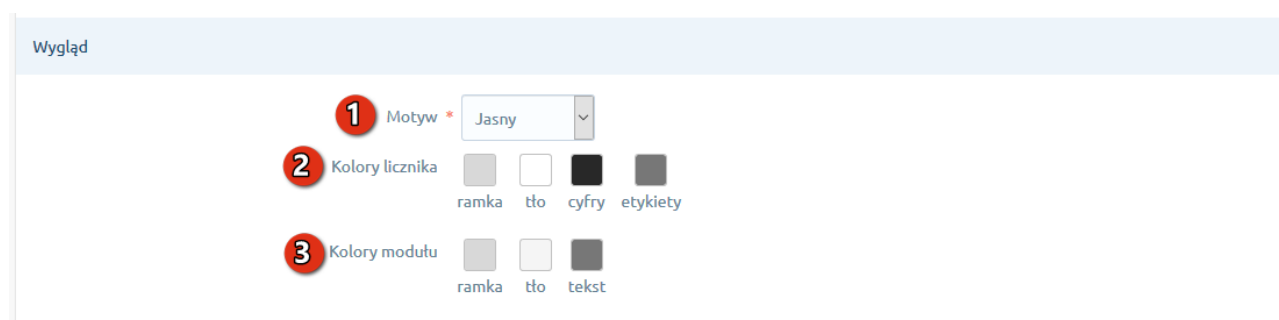 Wygląd
1 Motyw * Jasny
2 Kolory licznika
ramka tło cyfry etykiety
3 Kolory modułu
ramka tło tekst